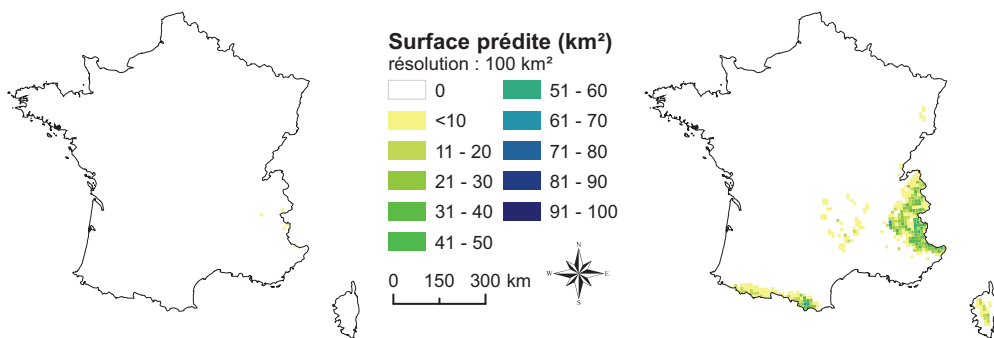 Surface prédite (km²)
résolution : 100 km²
0
<10
11 - 20
21 - 30
31 - 40
41 - 50
51 - 60
61 - 70
71 - 80
81 - 90
91 - 100
0 150 300 km
N
W E
S